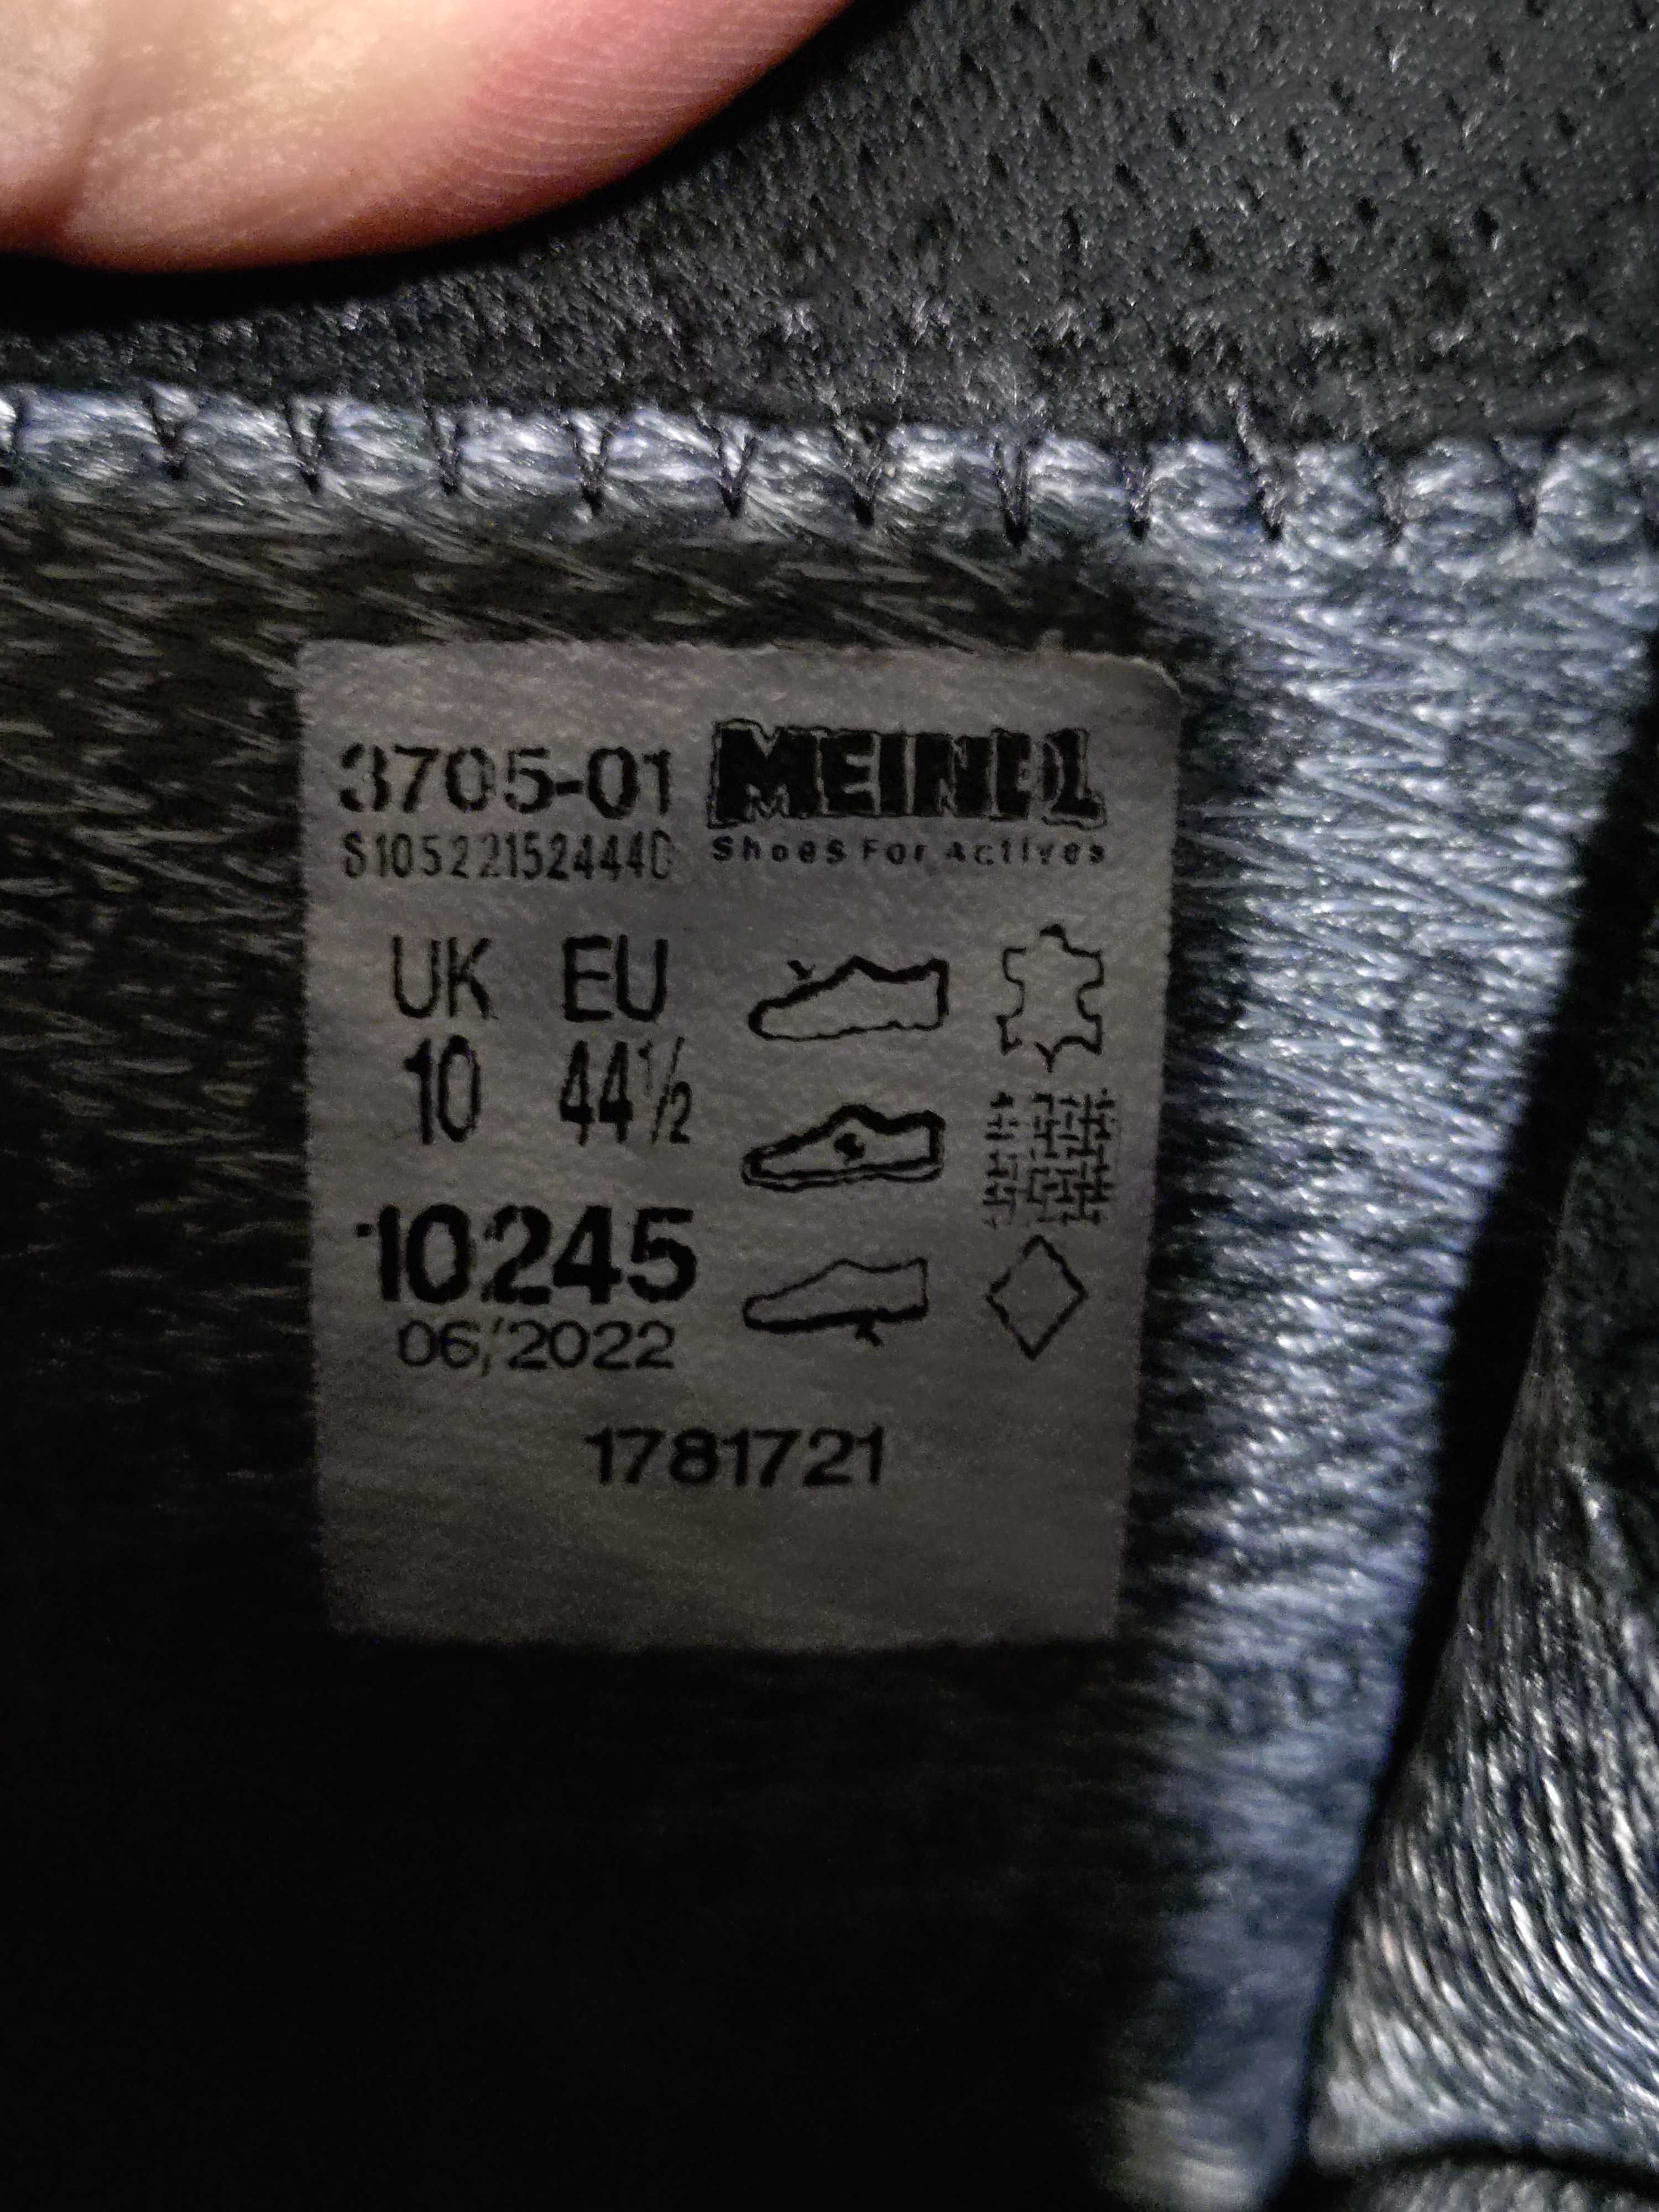 3705-01 MEINDL
S10522152444D Shoes For Actives
UK EU
10 44½
10245
06/2022
1781721